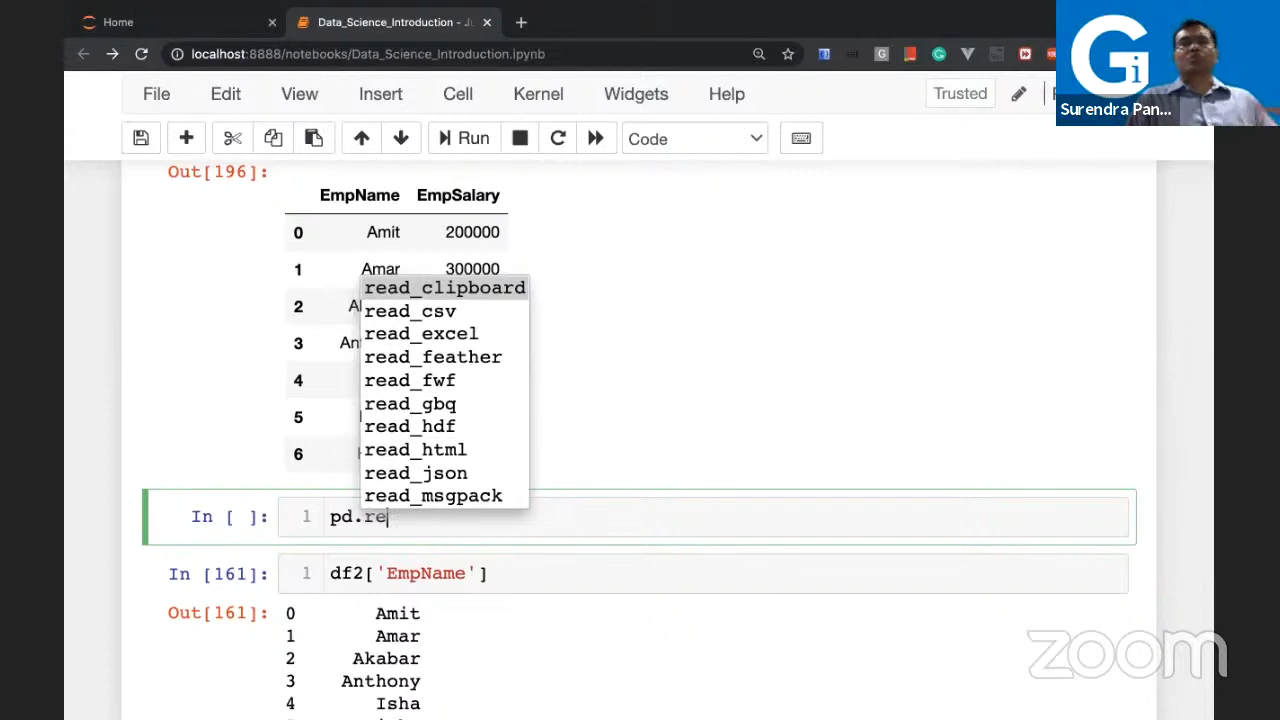 Home
Data_Science_Introduction - Ju
localhost:8888/notebooks/Data_Science_Introduction.ipynb
Gi
Surendra Pan...
File Edit View Insert Cell Kernel Widgets Help Trusted
Run Code
Out[196]:
EmpName EmpSalary
0 Amit 200000
1 Amar 300000
2
3
4
5
6
read_clipboard
read_csv
read_excel
read_feather
read_fwf
read_gbq
read_hdf
read_html
read_json
read_msgpack
In [ ]: 1 pd.re
In [161]: 1 df2['EmpName']
Out[161]: 0 Amit
1 Amar
2 Akabar
3 Anthony
4 Isha
zoom